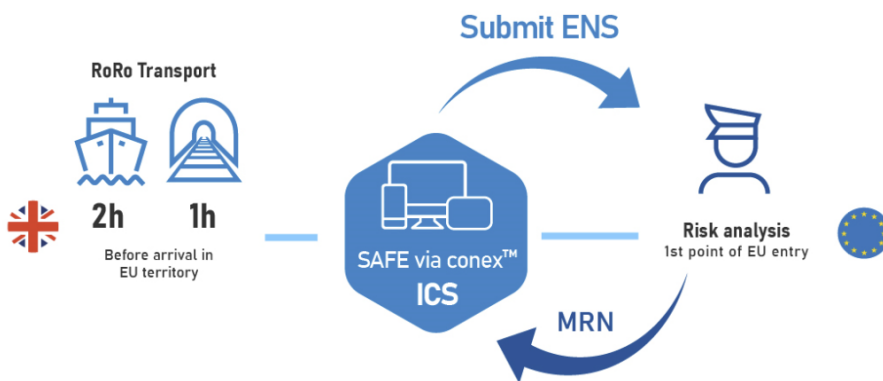 Submit ENS
RoRo Transport
2h
1h
Before arrival in
EU territory
SAFE via conex™
ICS
Risk analysis
1st point of EU entry
MRN